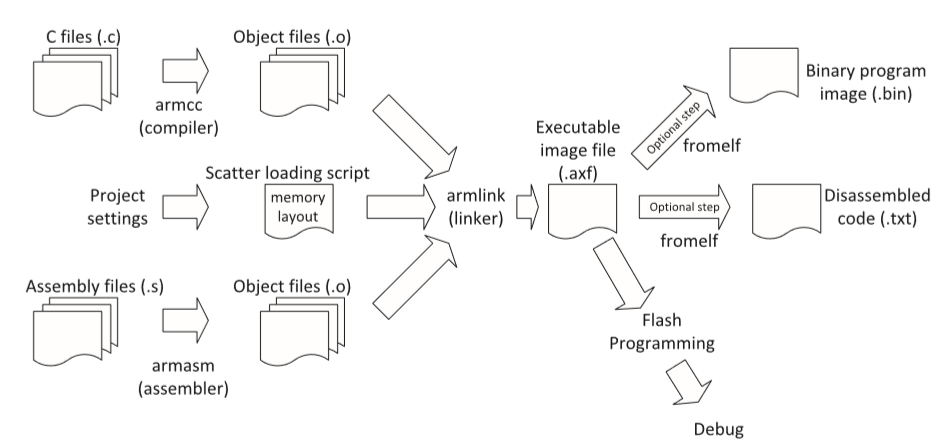 C files (.c)
armcc
(compiler)
Object files (.o)
Project
settings
Scatter loading script
memory
layout
Assembly files (.s)
armasm
(assembler)
Object files (.o)
armlink
(linker)
Executable
image file
(.axf)
Optional step
fromelf
Binary program
image (.bin)
Optional step
fromelf
Disassembled
code (.txt)
Flash
Programming
Debug